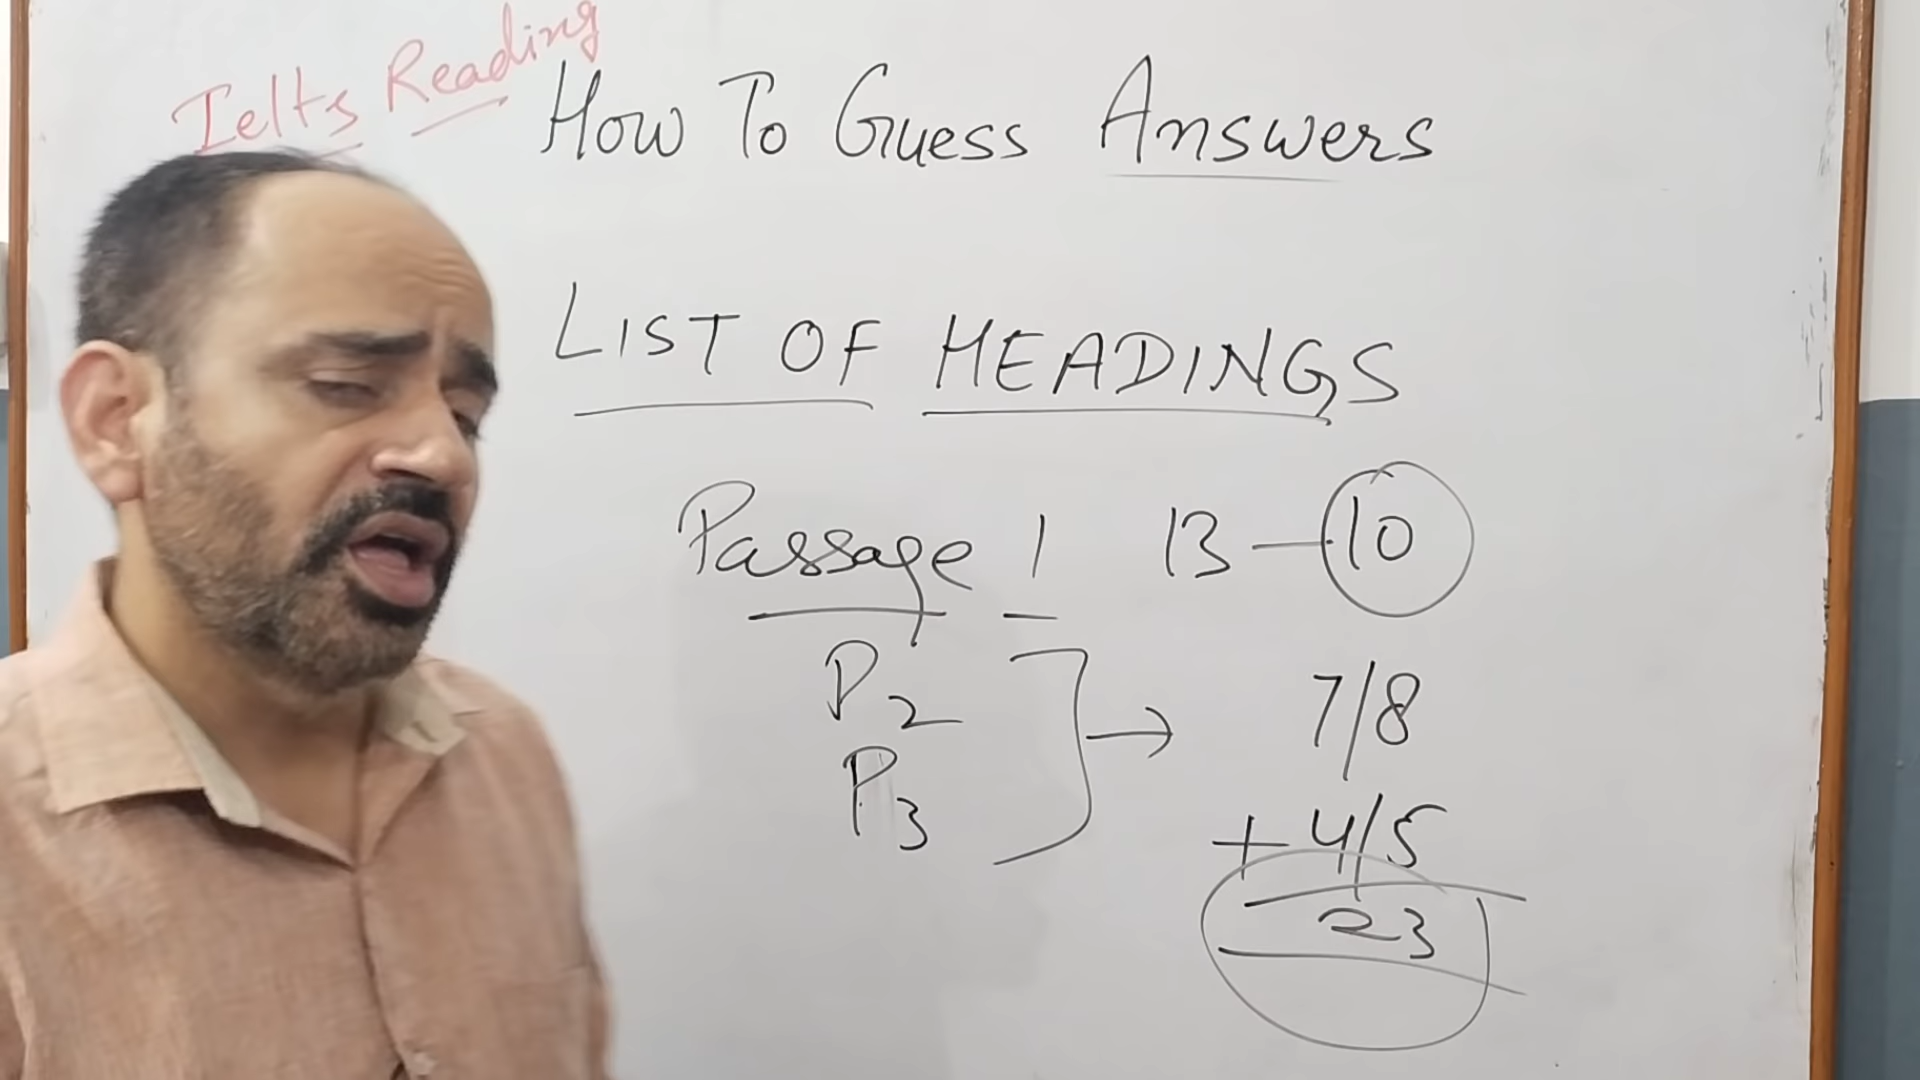 Ielts Reading
How To Guess Answers
LIST OF HEADINGS
Passage 1 13 — 10
P2 → 7/8
P3 + 4/5
23